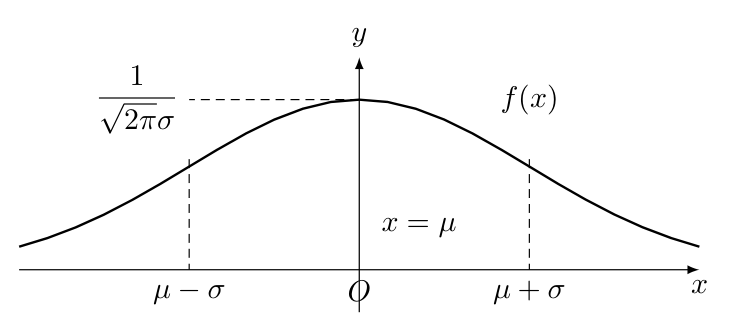 y
1
√2πσ
f(x)
x = μ
μ − σ
O
μ + σ
x